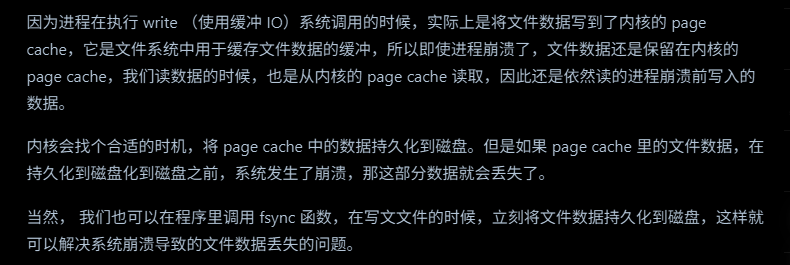 因为进程在执行 write （使用缓冲 IO）系统调用的时候，实际上是将文件数据写到了内核的 page
cache，它是文件系统中用于缓存文件数据的缓冲，所以即使进程崩溃了，文件数据还是保留在内核的
page cache，我们读数据的时候，也是从内核的 page cache 读取，因此还是依然读的进程崩溃前写入的
数据。
内核会找个合适的时机，将 page cache 中的数据持久化到磁盘。但是如果 page cache 里的文件数据，在
持久化到磁盘化到磁盘之前，系统发生了崩溃，那这部分数据就会丢失了。
当然， 我们也可以在程序里调用 fsync 函数，在写文文件的时候，立刻将文件数据持久化到磁盘，这样就
可以解决系统崩溃导致的文件数据丢失的问题。